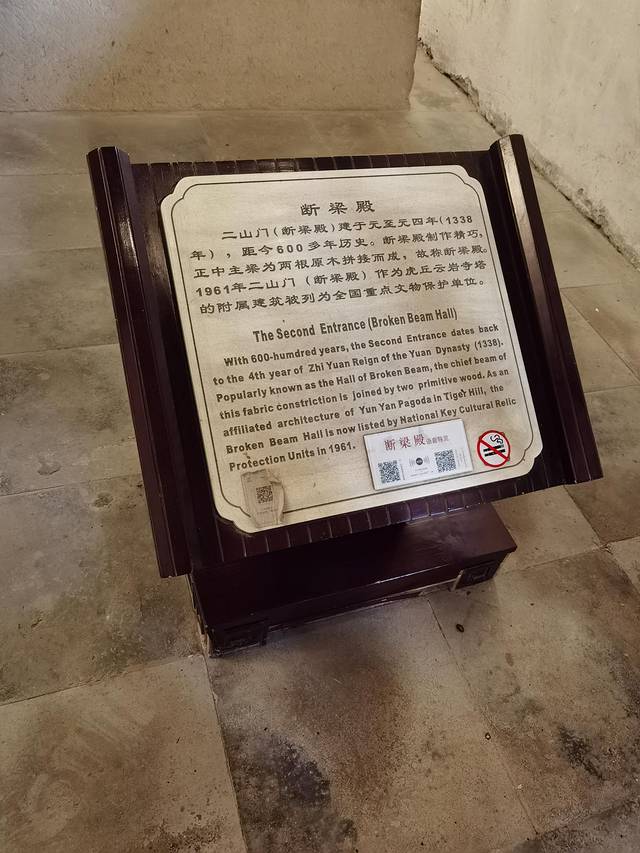 断梁殿
二山门(断梁殿)建于元至元四年(1338
年)，距今600多年历史。断梁殿制作精巧，
正中主梁为两根原木拼接而成，故称断梁殿。
1961年二山门（断梁殿）作为虎丘云岩寺塔
的附属建筑被列为全国重点文物保护单位。
The Second Entrance (Broken Beam Hall)
With 600-humdred years, the Second Entrance dates back
to the 4th year of Zhi Yuan Reign of the Yuan Dynasty (1338).
Popularly known as the Hall of Broken Beam, the chief beam of
this fabric constriction is joined by two primitive wood. As an
affiliated architecture of Yun Yan Pagoda in Tiger Hill, the
Broken Beam Hall is now listed by National Key Cultural Relic
Protection Units in 1961.
断梁殿